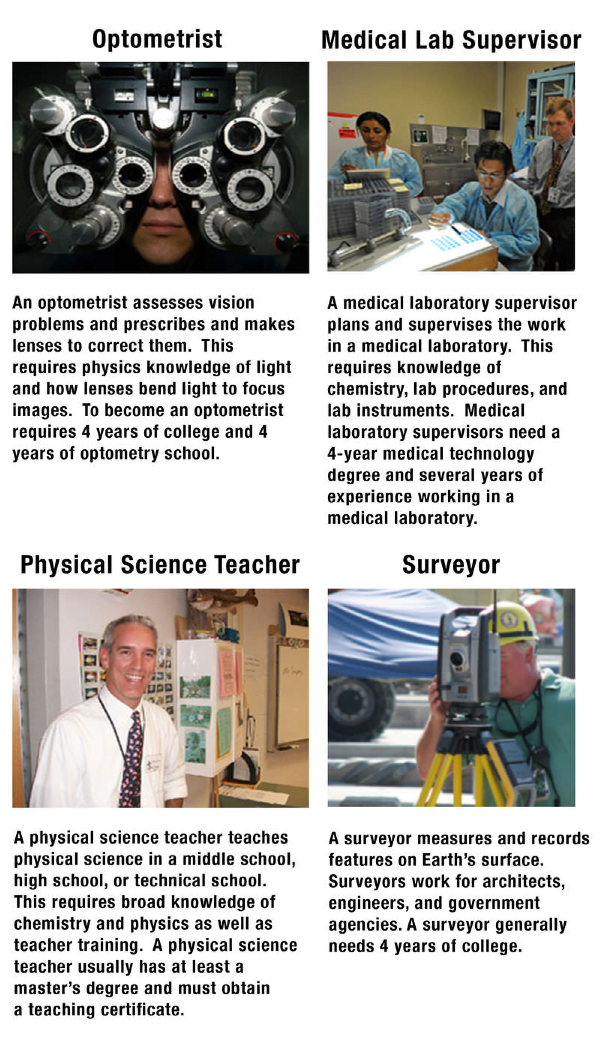 Optometrist
Medical Lab Supervisor
An optometrist assesses vision
problems and prescribes and makes
lenses to correct them.  This
requires physics knowledge of light
and how lenses bend light to focus
images.  To become an optometrist
requires 4 years of college and 4
years of optometry school.
A medical laboratory supervisor
plans and supervises the work
in a medical laboratory.  This
requires knowledge of
chemistry, lab procedures, and
lab instruments.  Medical
laboratory supervisors need a
4-year medical technology
degree and several years of
experience working in a
medical laboratory.
Physical Science Teacher
Surveyor
A physical science teacher teaches
physical science in a middle school,
high school, or technical school.
This requires broad knowledge of
chemistry and physics as well as
teacher training.  A physical science
teacher usually has at least a
master's degree and must obtain
a teaching certificate.
A surveyor measures and records
features on Earth's surface.
Surveyors work for architects,
engineers, and government
agencies. A surveyor generally
needs 4 years of college.